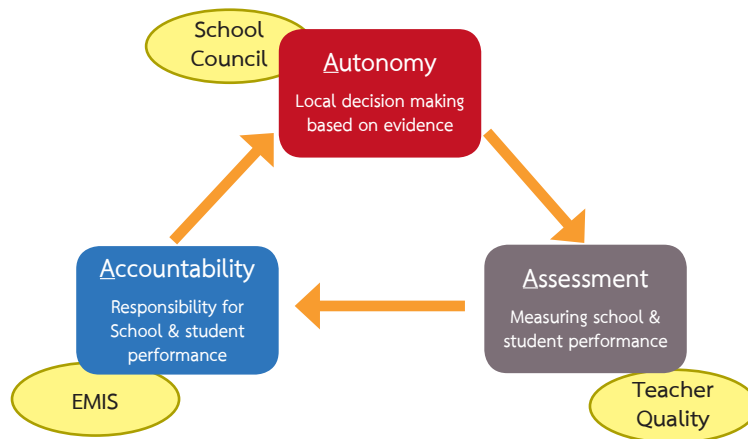 School
Council
Autonomy
Local decision making
based on evidence
Accountability
Responsibility for
School & student
performance
Assessment
Measuring school &
student performance
EMIS
Teacher
Quality